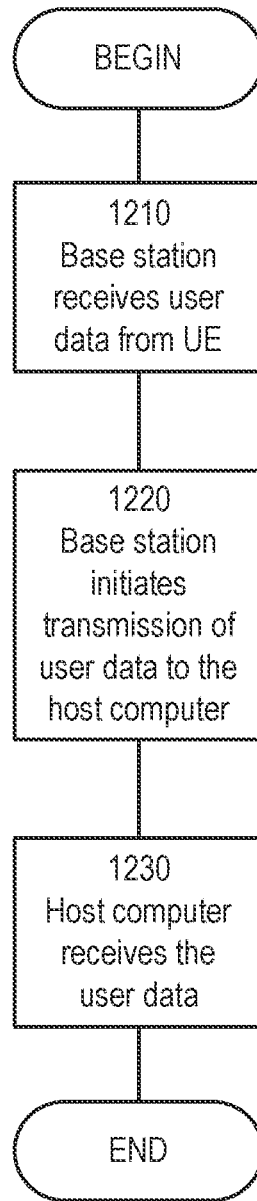 BEGIN
1210
Base station
receives user
data from UE
1220
Base station
initiates
transmission of
user data to the
host computer
1230
Host computer
receives the
user data
END